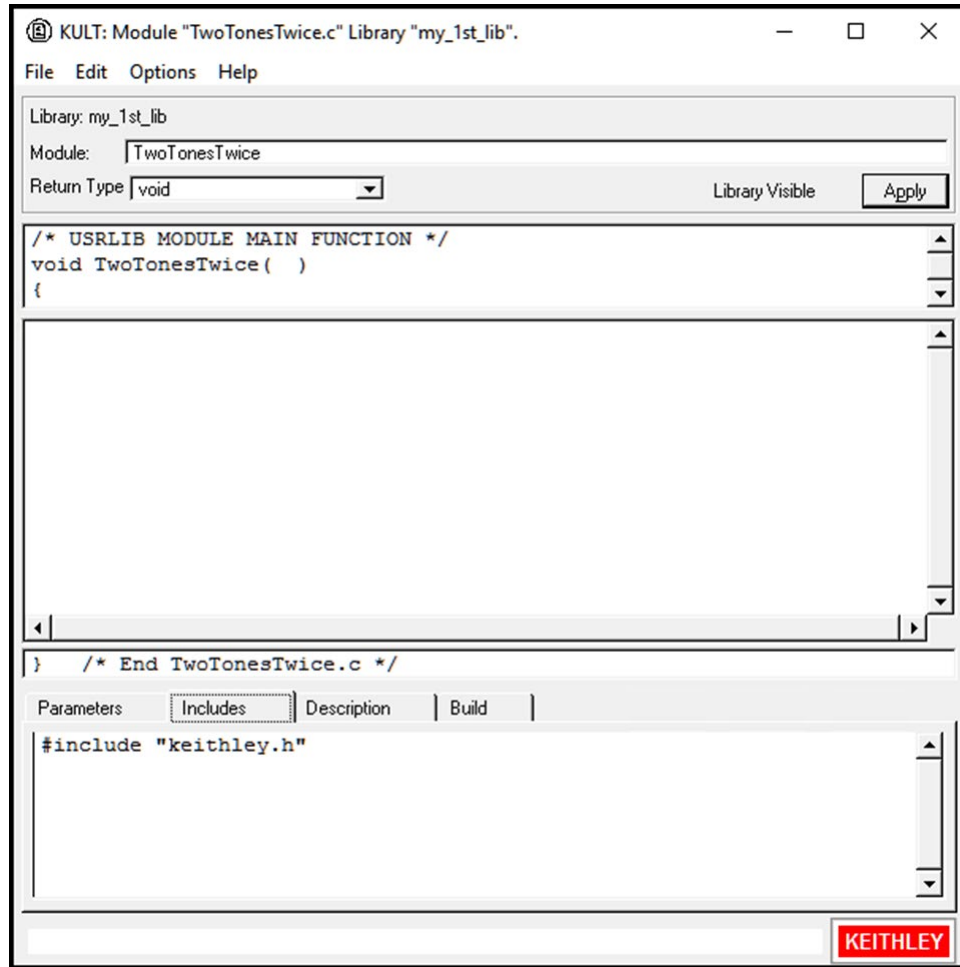 KULT: Module "TwoTonesTwice.c" Library "my_1st_lib".
File Edit Options Help
Library: my_1st_lib
Module: TwoTonesTwice
Return Type void Library Visible Apply
/* USRLIB MODULE MAIN FUNCTION */
void TwoTonesTwice( )
{
} /* End TwoTonesTwice.c */
Parameters Includes Description Build
#include "keithley.h"
KEITHLEY